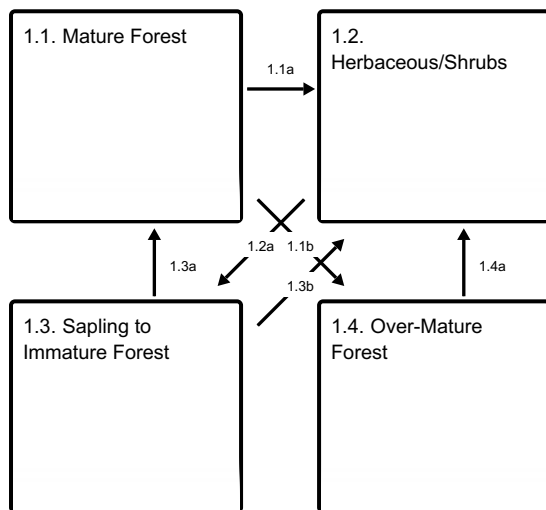 1.1. Mature Forest
1.2.
Herbaceous/Shrubs
1.1a
1.2a
1.1b
1.3a
1.3b
1.4a
1.3. Sapling to
Immature Forest
1.4. Over-Mature
Forest